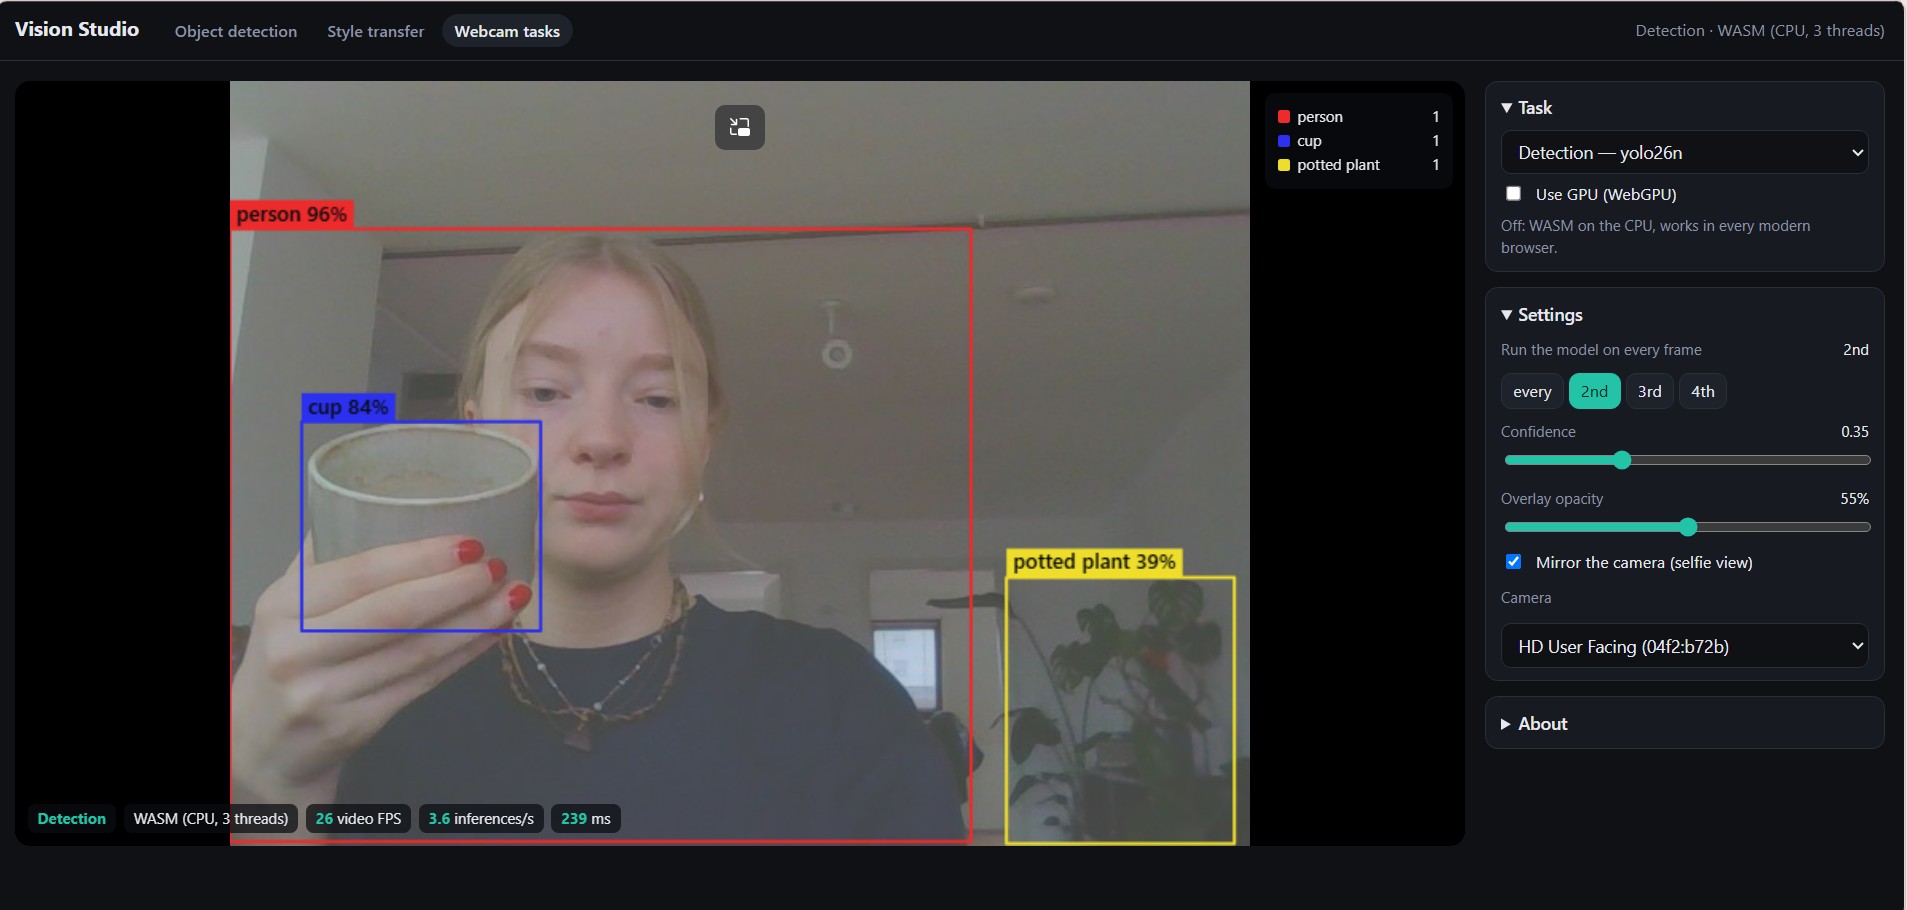 Vision Studio
Object detection
Style transfer
Webcam tasks
Detection · WASM (CPU, 3 threads)
person 96%
cup 84%
potted plant 39%
person 1
cup 1
potted plant 1
Detection
WASM (CPU, 3 threads)
26 video FPS
3.6 inferences/s
239 ms
▼ Task
Detection — yolo26n
Use GPU (WebGPU)
Off: WASM on the CPU, works in every modern
browser.
▼ Settings
Run the model on every frame 2nd
every 2nd 3rd 4th
Confidence 0.35
Overlay opacity 55%
Mirror the camera (selfie view)
Camera
HD User Facing (04f2:b72b)
▶ About